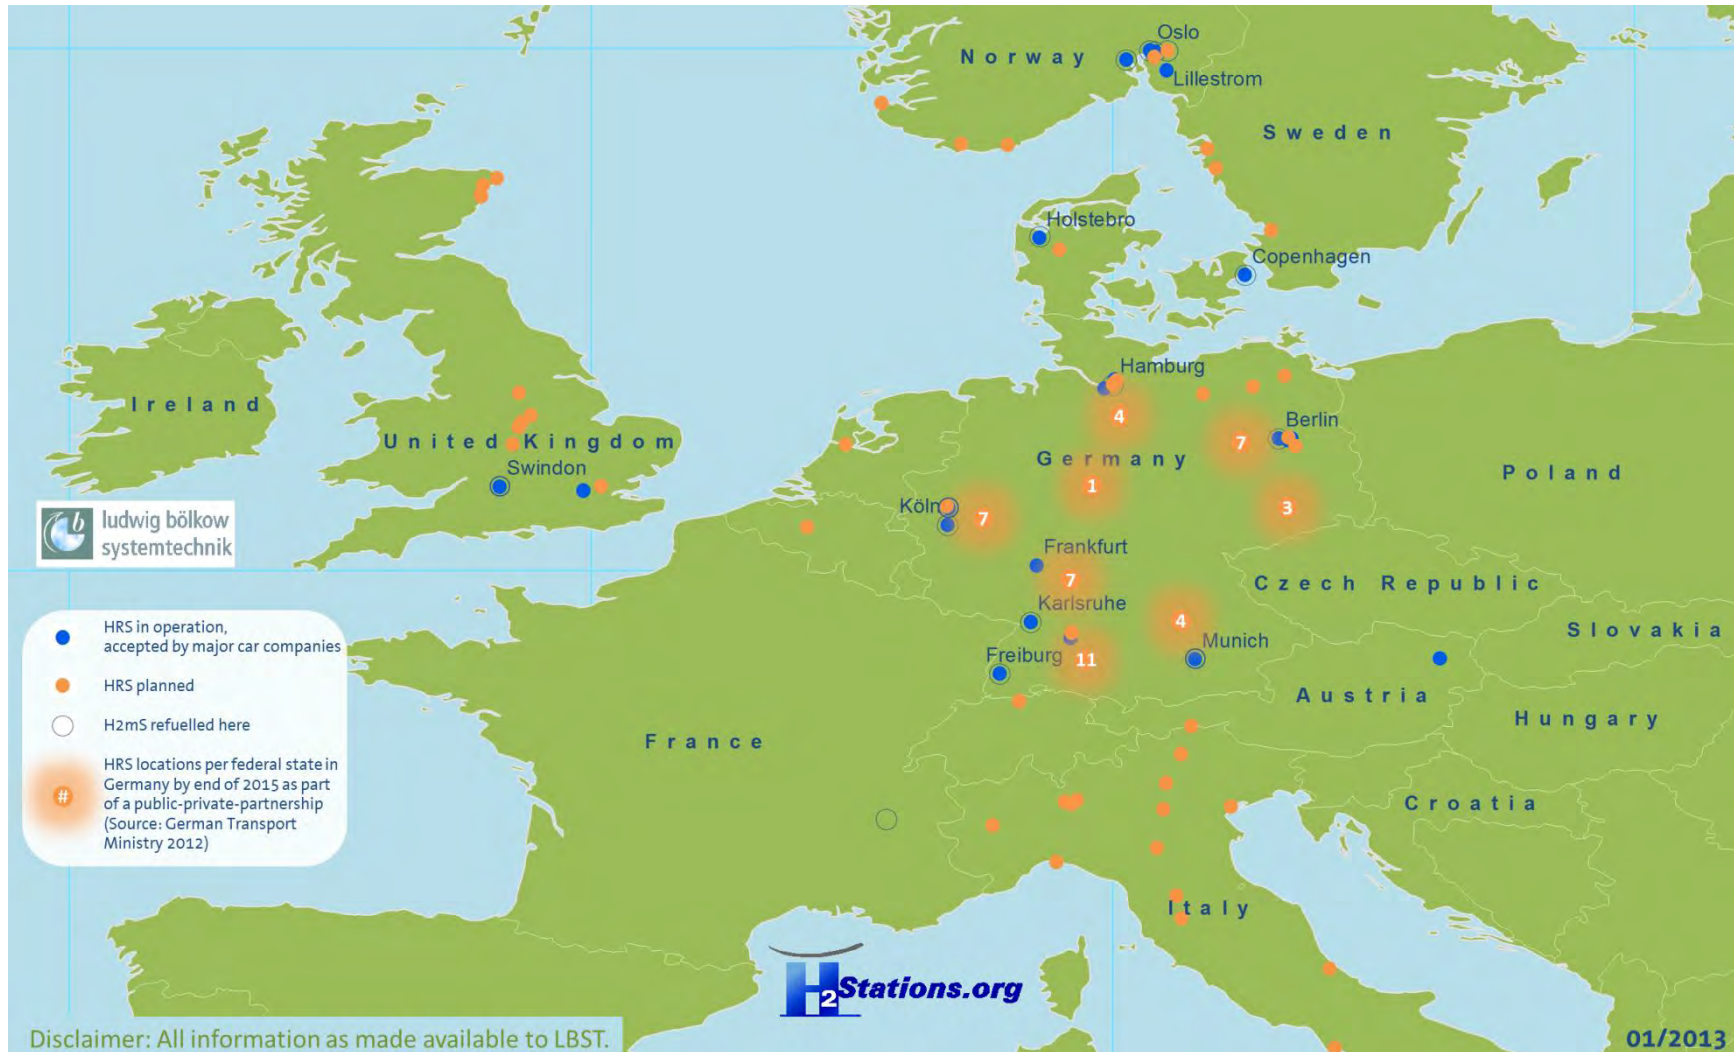 Oslo
Norway
Lillestrom
Sweden
Holstebro
Copenhagen
Hamburg
Ireland
4
United Kingdom
7
Berlin
Germany
Swindon
Poland
1
Köln
7
3
ludwig bölkow
systemtechnik
b
Frankfurt
7
Czech Republic
Karlsruhe
4
Slovakia
Munich
Freiburg
11
Austria
Hungary
France
Croatia
Italy
HRS in operation,
accepted by major car companies
HRS planned
H2mS refuelled here
HRS locations per federal state in
Germany by end of 2015 as part
of a public-private-partnership
(Source: German Transport
Ministry 2012)
#
H2Stations.org
Disclaimer: All information as made available to LBST.
01/2013